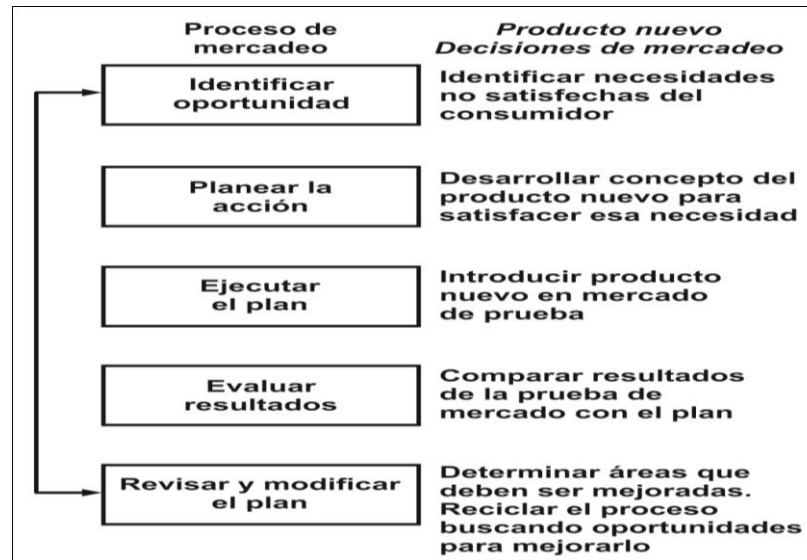 Proceso de
mercadeo
Producto nuevo
Decisiones de mercadeo
Identificar
oportunidad
Identificar necesidades
no satisfechas del
consumidor
Planear la
acción
Desarrollar concepto del
producto nuevo para
satisfacer esa necesidad
Ejecutar
el plan
Introducir producto
nuevo en mercado
de prueba
Evaluar
resultados
Comparar resultados
de la prueba de
mercado con el plan
Revisar y modificar
el plan
Determinar áreas que
deben ser mejoradas.
Reciclar el proceso
buscando oportunidades
para mejorarlo